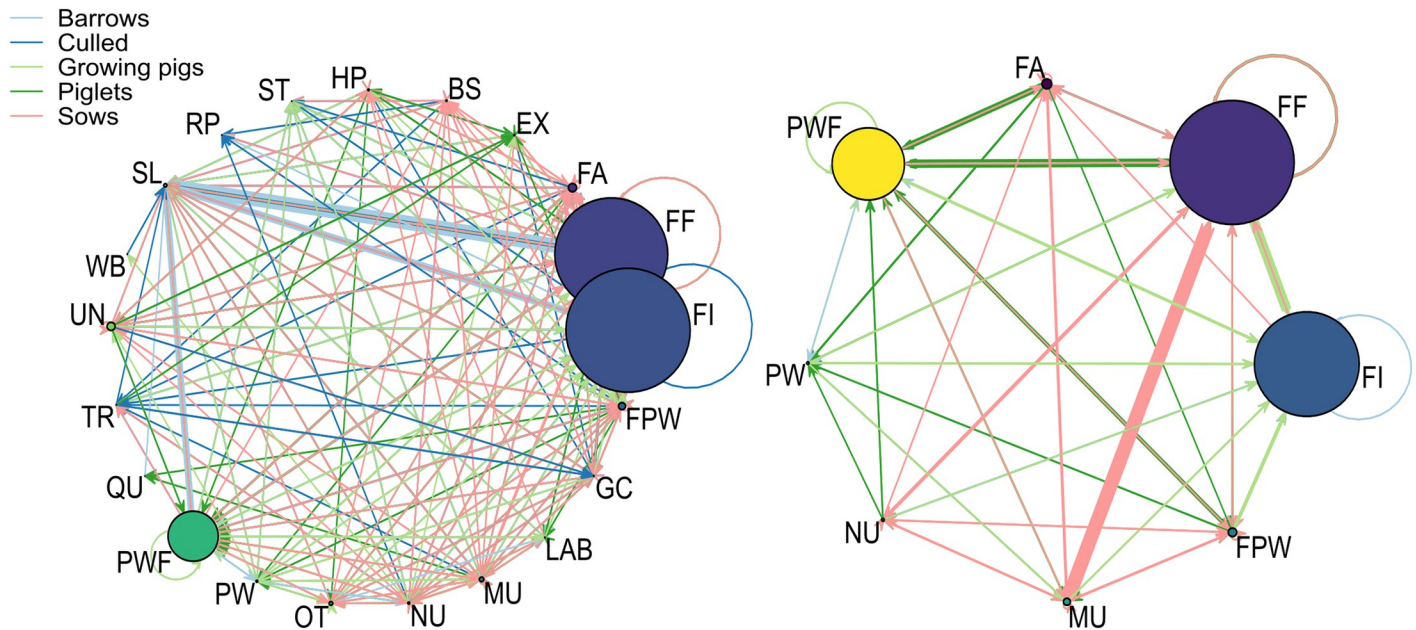 Barrows
Culled
Growing pigs
Piglets
Sows
ST
HP
BS
EX
RP
SL
FA
FF
WB
UN
FI
TR
FPW
QU
GC
PWF
LAB
PW
OT
NU
MU
FA
FF
PWF
PW
FI
NU
FPW
MU